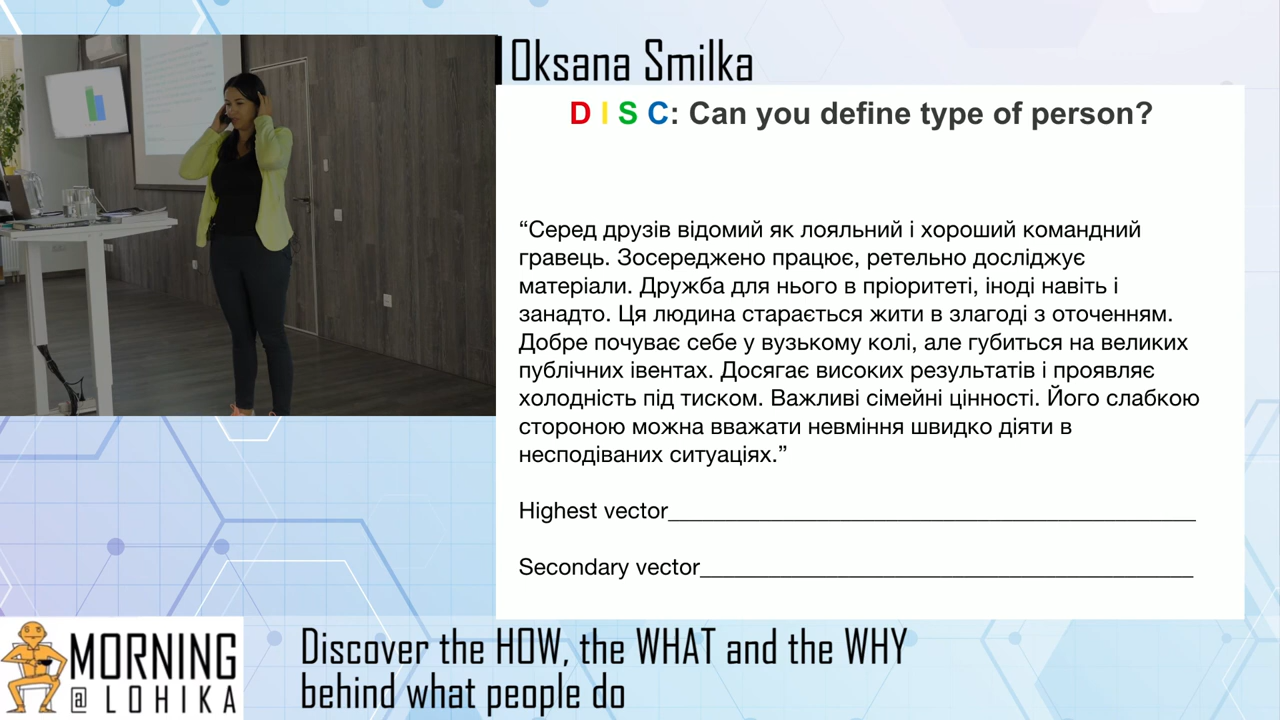 Oksana Smilka
D I S C: Can you define type of person?
“Серед друзів відомий як лояльний і хороший командний
гравець. Зосереджено працює, ретельно досліджує
матеріали. Дружба для нього в пріоритеті, іноді навіть і
занадто. Ця людина старається жити в злагоді з оточенням.
Добре почуває себе у вузькому колі, але губиться на великих
публічних івентах. Досягає високих результатів і проявляє
холодність під тиском. Важливі сімейні цінності. Його слабкою
стороною можна вважати невміння швидко діяти в
несподіваних ситуаціях.”
Highest vector___________________________________________
Secondary vector________________________________________
MORNING
@ LOHIKA
Discover the HOW, the WHAT and the WHY
behind what people do